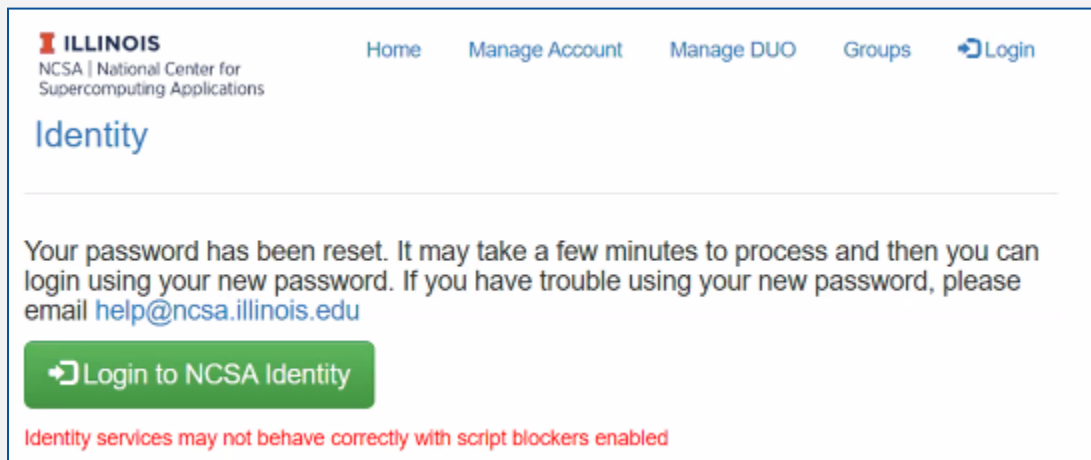 ILLINOIS
NCSA | National Center for
Supercomputing Applications
Home Manage Account Manage DUO Groups Login
Identity
Your password has been reset. It may take a few minutes to process and then you can
login using your new password. If you have trouble using your new password, please
email help@ncsa.illinois.edu
Login to NCSA Identity
Identity services may not behave correctly with script blockers enabled